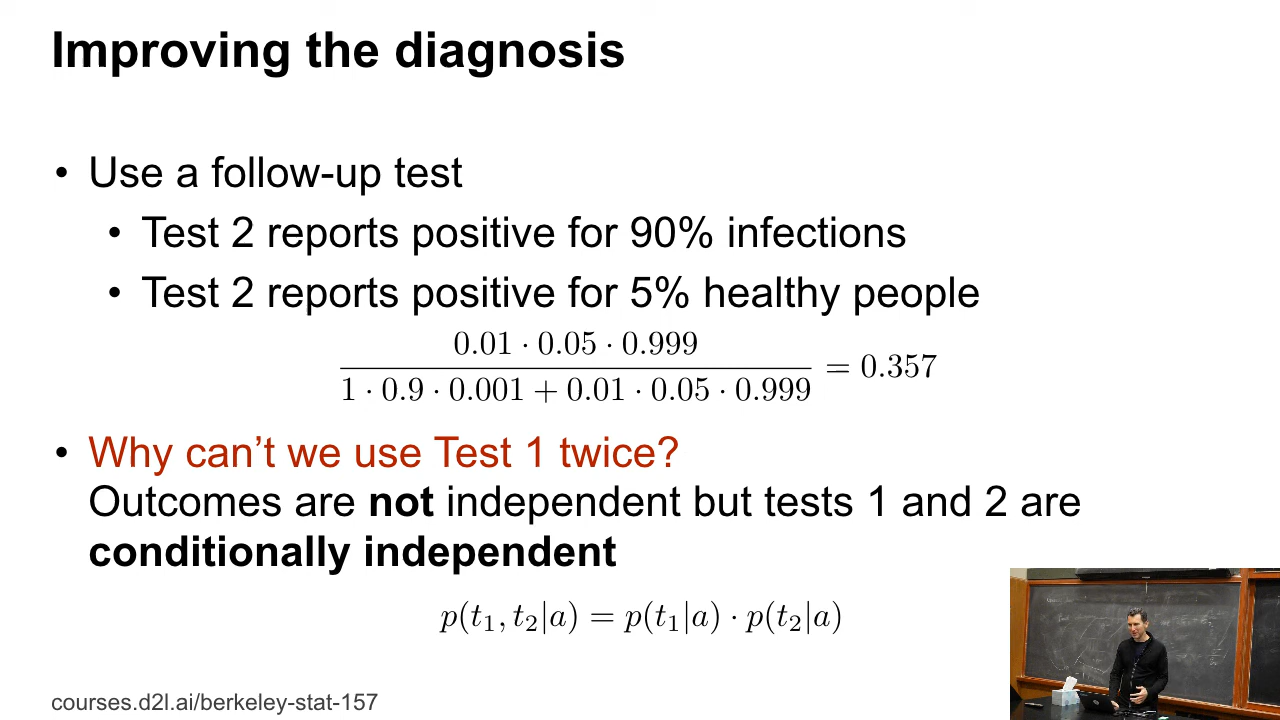 Improving the diagnosis
• Use a follow-up test
• Test 2 reports positive for 90% infections
• Test 2 reports positive for 5% healthy people
0.01 · 0.05 · 0.999
1 · 0.9 · 0.001 + 0.01 · 0.05 · 0.999
= 0.357
• Why can’t we use Test 1 twice?
Outcomes are not independent but tests 1 and 2 are
conditionally independent
p(t₁, t₂|a) = p(t₁|a) · p(t₂|a)
courses.d2l.ai/berkeley-stat-157